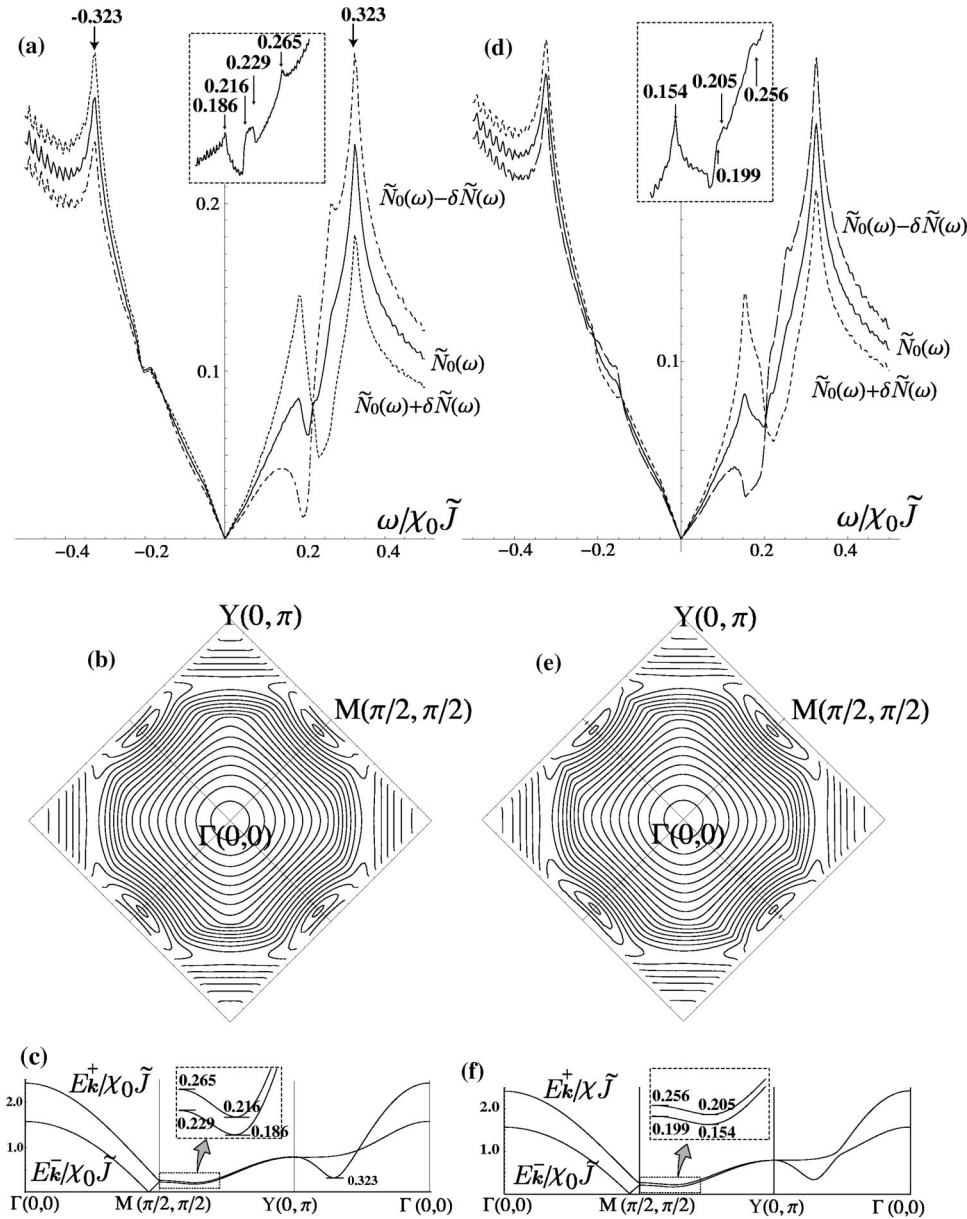 (a)
-0.323
0.323
0.265
0.229
0.216
0.186
0.2
0.1
Ñ₀(ω)−δÑ(ω)
Ñ₀(ω)
Ñ₀(ω)+δÑ(ω)
ω/χ₀J̃
−0.4
−0.2
0
0.2
0.4
(d)
0.154
0.205
0.256
0.199
0.1
Ñ₀(ω)−δÑ(ω)
Ñ₀(ω)
Ñ₀(ω)+δÑ(ω)
ω/χ₀J̃
−0.4
−0.2
0
0.2
0.4
(b)
Y(0, π)
M(π/2, π/2)
Γ(0,0)
(e)
Y(0, π)
M(π/2, π/2)
Γ(0,0)
(c)
E⁺ₖ/χ₀J̃
2.0
1.0
E⁻ₖ/χ₀J̃
0.265
0.216
0.229
0.186
0.323
Γ(0,0)
M (π/2, π/2)
Y(0, π)
Γ (0,0)
(f)
E⁺ₖ/χJ̃
2.0
1.0
E⁻ₖ/χ₀J̃
0.256
0.205
0.199
0.154
Γ(0,0)
M (π/2, π/2)
Y(0, π)
Γ (0,0)